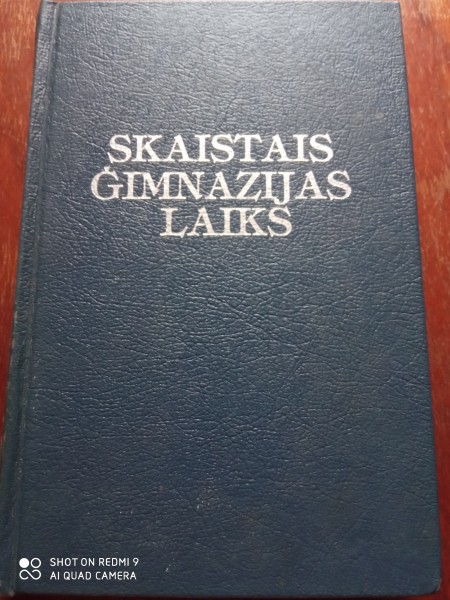 SKAISTAIS
ĢIMNAZIJAS
LAIKS
SHOT ON REDMI 9
AI QUAD CAMERA